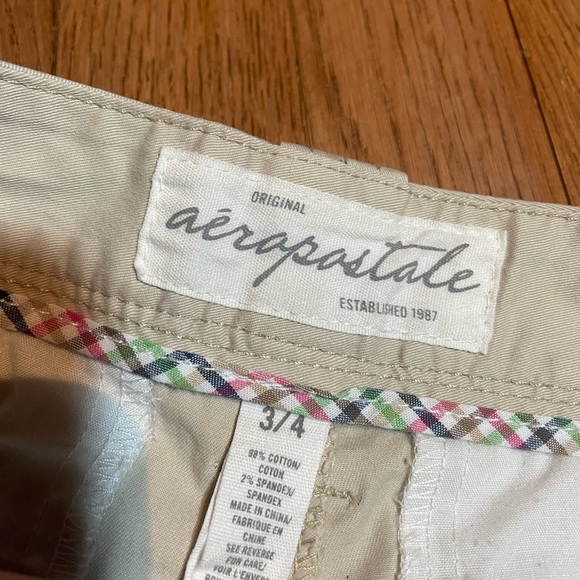 ORIGINAL
aéropostale
ESTABLISHED 1987
3/4
98% COTTON/
COTON
2% SPANDEX/
SPANDEX
MADE IN CHINA/
FABRIQUE EN
CHINE
SEE REVERSE
FOR CARE/
VOIR L'ENVERS